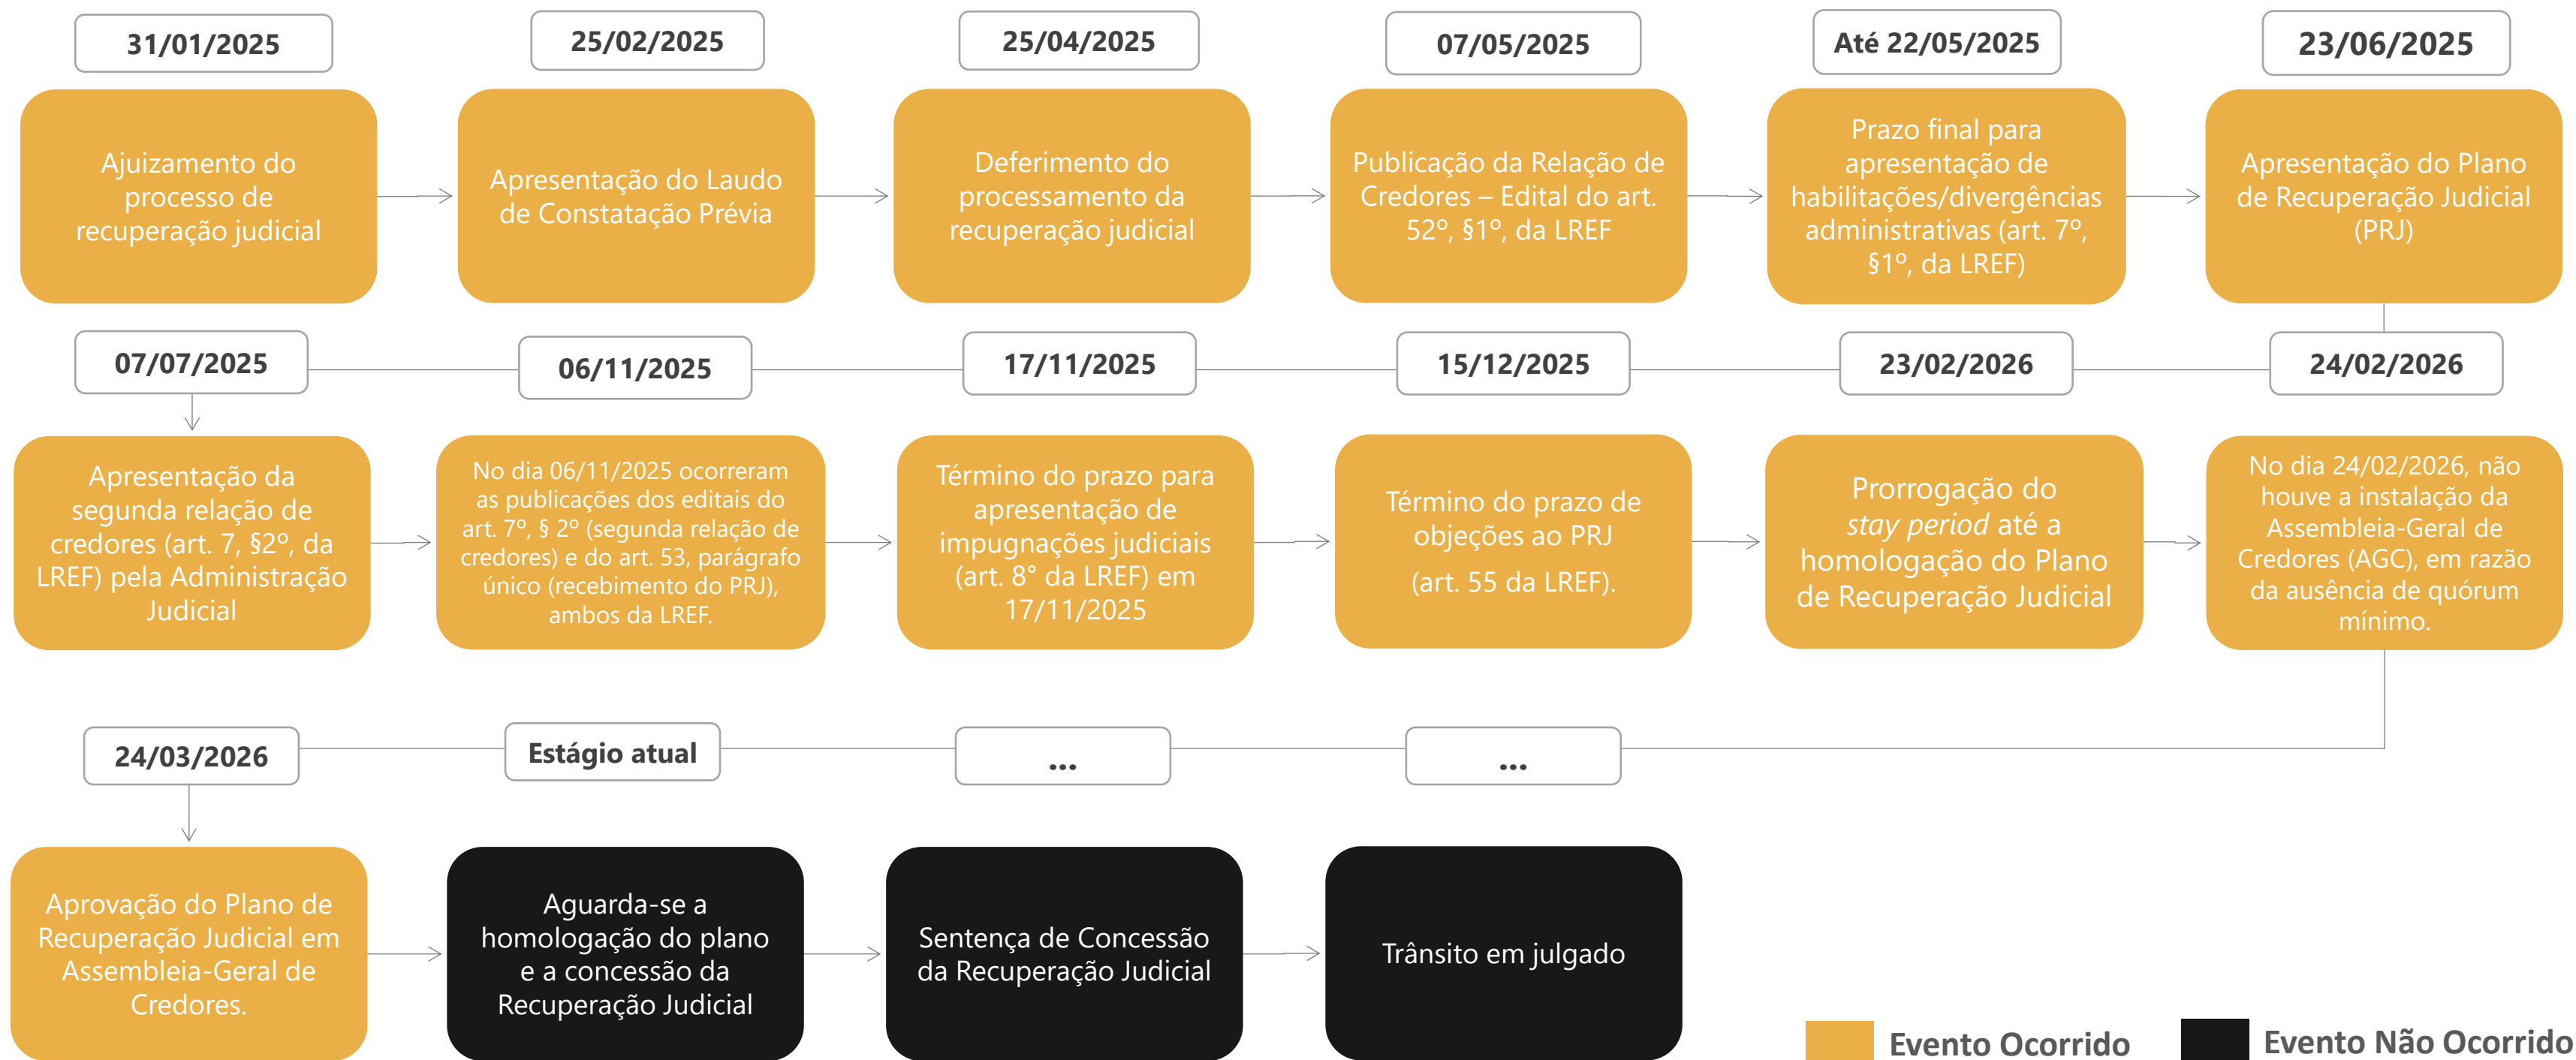 31/01/2025
Ajuizamento do
processo de
recuperação judicial
25/02/2025
Apresentação do Laudo
de Constatação Prévia
25/04/2025
Deferimento do
processamento da
recuperação judicial
07/05/2025
Publicação da Relação de
Credores – Edital do art.
52º, §1º, da LREF
Até 22/05/2025
Prazo final para
apresentação de
habilitações/divergências
administrativas (art. 7º,
§1º, da LREF)
23/06/2025
Apresentação do Plano
de Recuperação Judicial
(PRJ)
07/07/2025
Apresentação da
segunda relação de
credores (art. 7, §2º, da
LREF) pela Administração
Judicial
06/11/2025
No dia 06/11/2025 ocorreram
as publicações dos editais do
art. 7º, § 2º (segunda relação de
credores) e do art. 53, parágrafo
único (recebimento do PRJ),
ambos da LREF.
17/11/2025
Término do prazo para
apresentação de
impugnações judiciais
(art. 8° da LREF) em
17/11/2025
15/12/2025
Término do prazo de
objeções ao PRJ
(art. 55 da LREF).
23/02/2026
Prorrogação do
stay period até a
homologação do Plano
de Recuperação Judicial
24/02/2026
No dia 24/02/2026, não
houve a instalação da
Assembleia-Geral de
Credores (AGC), em razão
da ausência de quórum
mínimo.
24/03/2026
Aprovação do Plano de
Recuperação Judicial em
Assembleia-Geral de
Credores.
Estágio atual
Aguarda-se a
homologação do plano
e a concessão da
Recuperação Judicial
...
Sentença de Concessão
da Recuperação Judicial
...
Trânsito em julgado
Evento Ocorrido
Evento Não Ocorrido